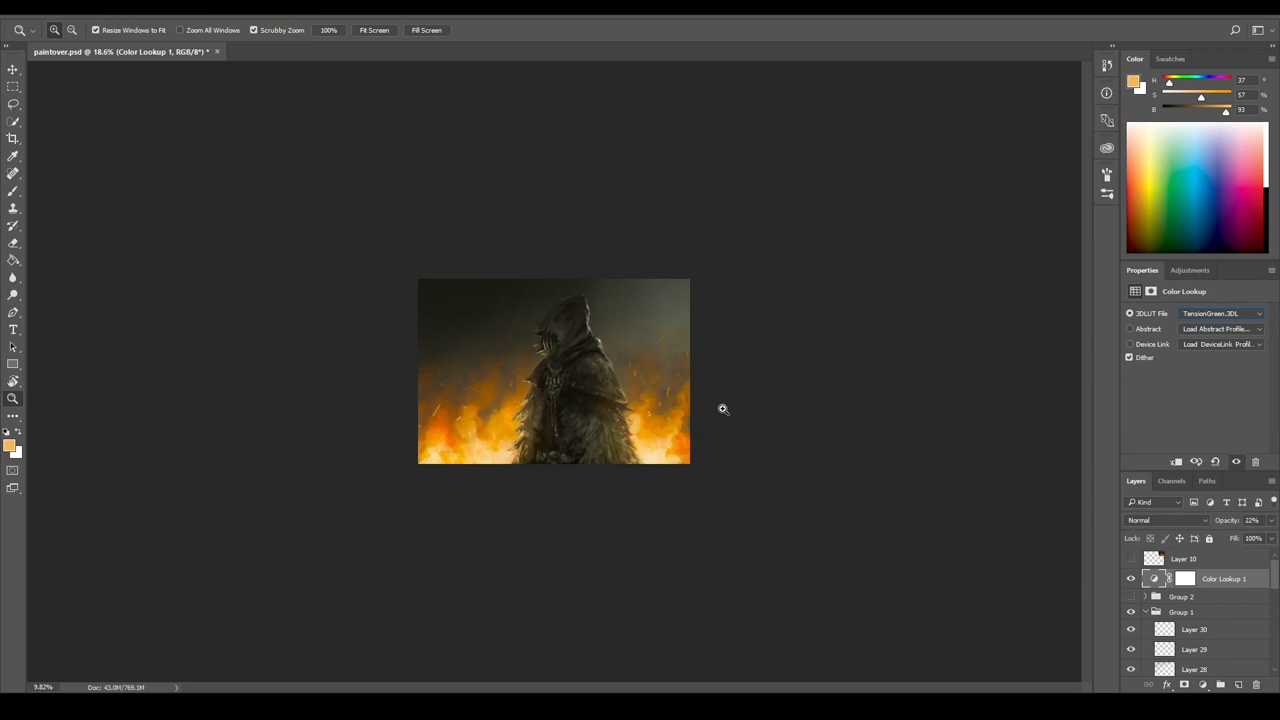 Resize Windows to Fit Zoom All Windows Scrubby Zoom 100% Fit Screen Fill Screen
paintover.psd @ 18.6% (Color Lookup 1, RGB/8*) * ×
Color Swatches
H 37 °
S 57 %
B 93 %
Properties Adjustments
Color Lookup
3DLUT File TensionGreen.3DL
Abstract Load Abstract Profile...
Device Link Load DeviceLink Profil...
Dither
Layers Channels Paths
Kind
Normal Opacity: 22%
Lock: Fill: 100%
Layer 10
Color Lookup 1
Group 2
Group 1
Layer 30
Layer 29
Layer 28
9.82% Doc: 43.0M/769.1M